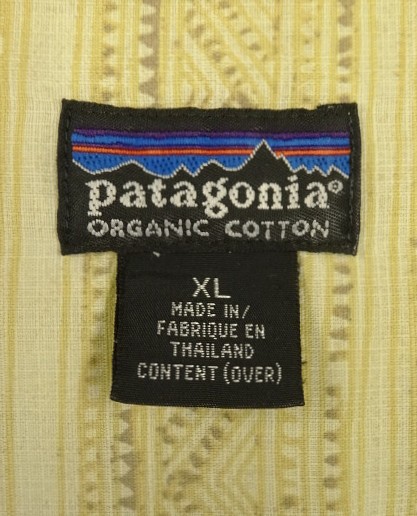 patagonia®
ORGANIC COTTON
XL
MADE IN/
FABRIQUE EN
THAILAND
CONTENT (OVER)